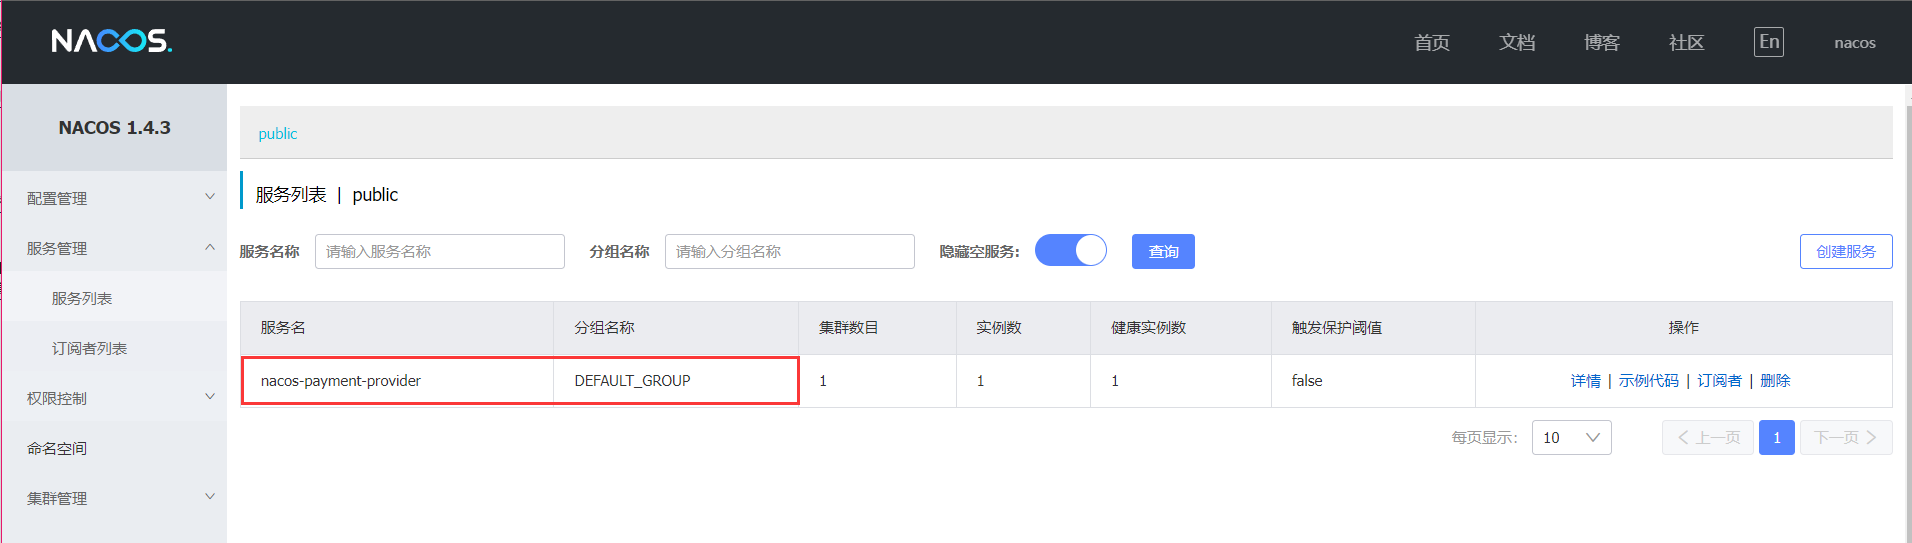 NACOS.
首页 文档 博客 社区 En nacos
NACOS 1.4.3
配置管理
服务管理
服务列表
订阅者列表
权限控制
命名空间
集群管理
public
服务列表 | public
服务名称 请输入服务名称 分组名称 请输入分组名称 隐藏空服务: 查询 创建服务
服务名 分组名称 集群数目 实例数 健康实例数 触发保护阈值 操作
nacos-payment-provider DEFAULT_GROUP 1 1 1 false 详情 | 示例代码 | 订阅者 | 删除
每页显示: 10 上一页 1 下一页